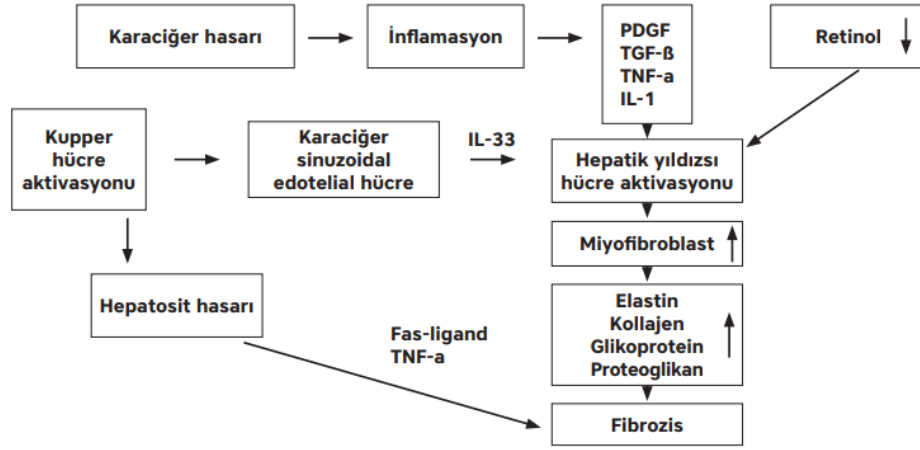 Karaciğer hasarı
İnflamasyon
PDGF
TGF-ß
TNF-a
IL-1
Retinol
Kupper
hücre
aktivasyonu
Karaciğer
sinuzoidal
edotelial hücre
IL-33
Hepatik yıldızsı
hücre aktivasyonu
Miyofibroblast
Hepatosit hasarı
Elastin
Kollajen
Glikoprotein
Proteoglikan
Fas-ligand
TNF-a
Fibrozis